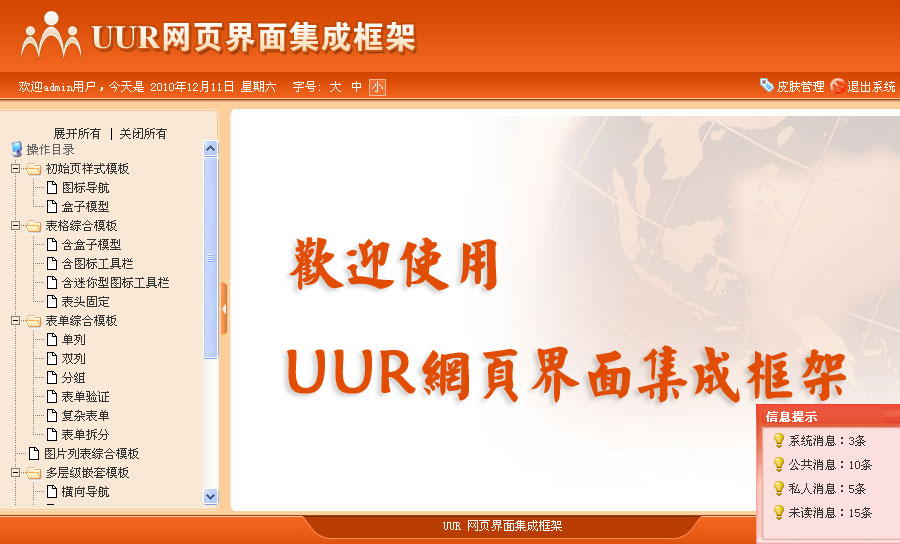 UUR网页界面集成框架
欢迎admin用户，今天是 2010年12月11日 星期六 字号: 大 中 小 皮肤管理 退出系统
展开所有 | 关闭所有
操作目录
初始页样式模板
图标导航
盒子模型
表格综合模板
含盒子模型
含图标工具栏
含迷你型图标工具栏
表头固定
表单综合模板
单列
双列
分组
表单验证
复杂表单
表单拆分
图片列表综合模板
多层级嵌套模板
横向导航
歡迎使用
UUR網頁界面集成框架
信息提示
系统消息：3条
公共消息：10条
私人消息：5条
未读消息：15条
UUR 网页界面集成框架